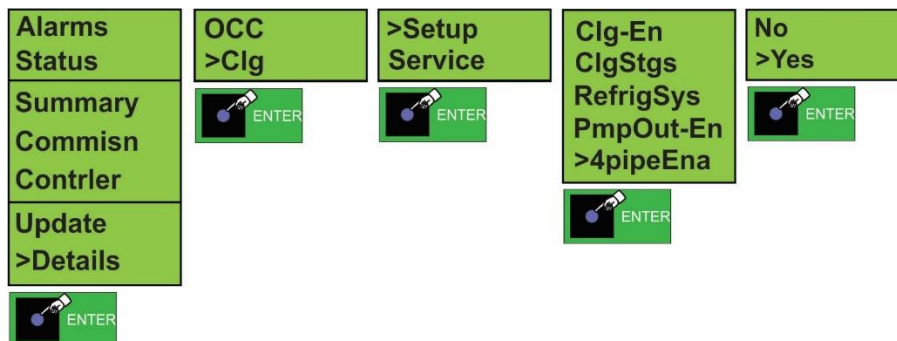 Alarms
Status
Summary
Commisn
Contrler
Update
>Details
ENTER
OCC
>Clg
ENTER
>Setup
Service
ENTER
Clg-En
ClgStgs
RefrigSys
PmpOut-En
>4pipeEna
ENTER
No
>Yes
ENTER